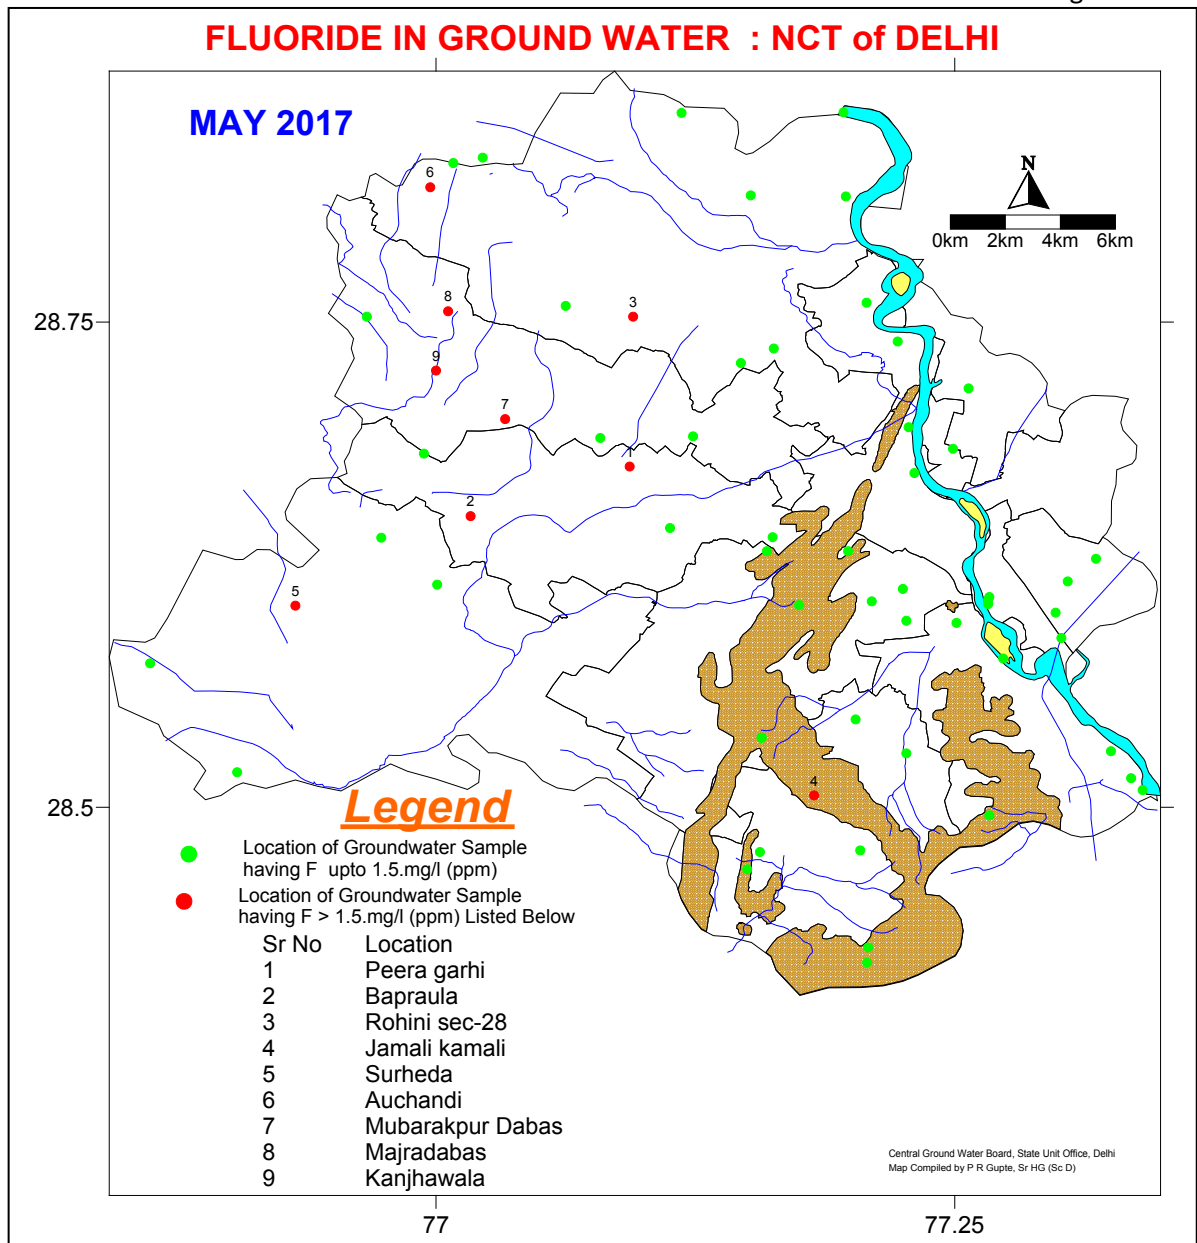 FLUORIDE IN GROUND WATER : NCT of DELHI
MAY 2017
N
0km 2km 4km 6km
6
8
3
28.75
9
7
1
2
5
4
28.5
Legend
Location of Groundwater Sample
having F upto 1.5.mg/l (ppm)
Location of Groundwater Sample
having F > 1.5.mg/l (ppm) Listed Below
Sr No Location
1 Peera garhi
2 Bapraula
3 Rohini sec-28
4 Jamali kamali
5 Surheda
6 Auchandi
7 Mubarakpur Dabas
8 Majradabas
9 Kanjhawala
Central Ground Water Board, State Unit Office, Delhi
Map Compiled by P R Gupte, Sr HG (Sc D)
77 77.25